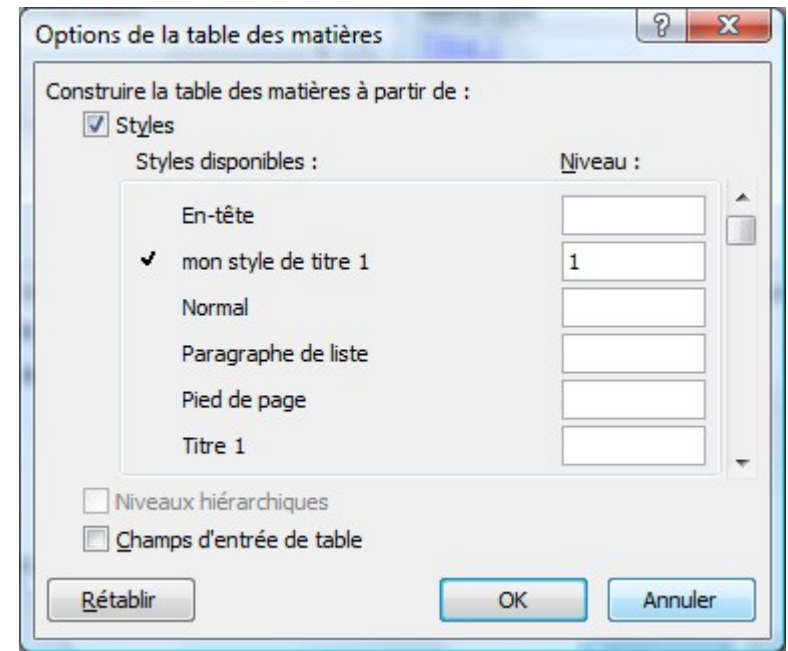 Options de la table des matières
Construire la table des matières à partir de :
Styles
Styles disponibles : Niveau :
En-tête
mon style de titre 1 1
Normal
Paragraphe de liste
Pied de page
Titre 1
Niveaux hiérarchiques
Champs d'entrée de table
Rétablir OK Annuler